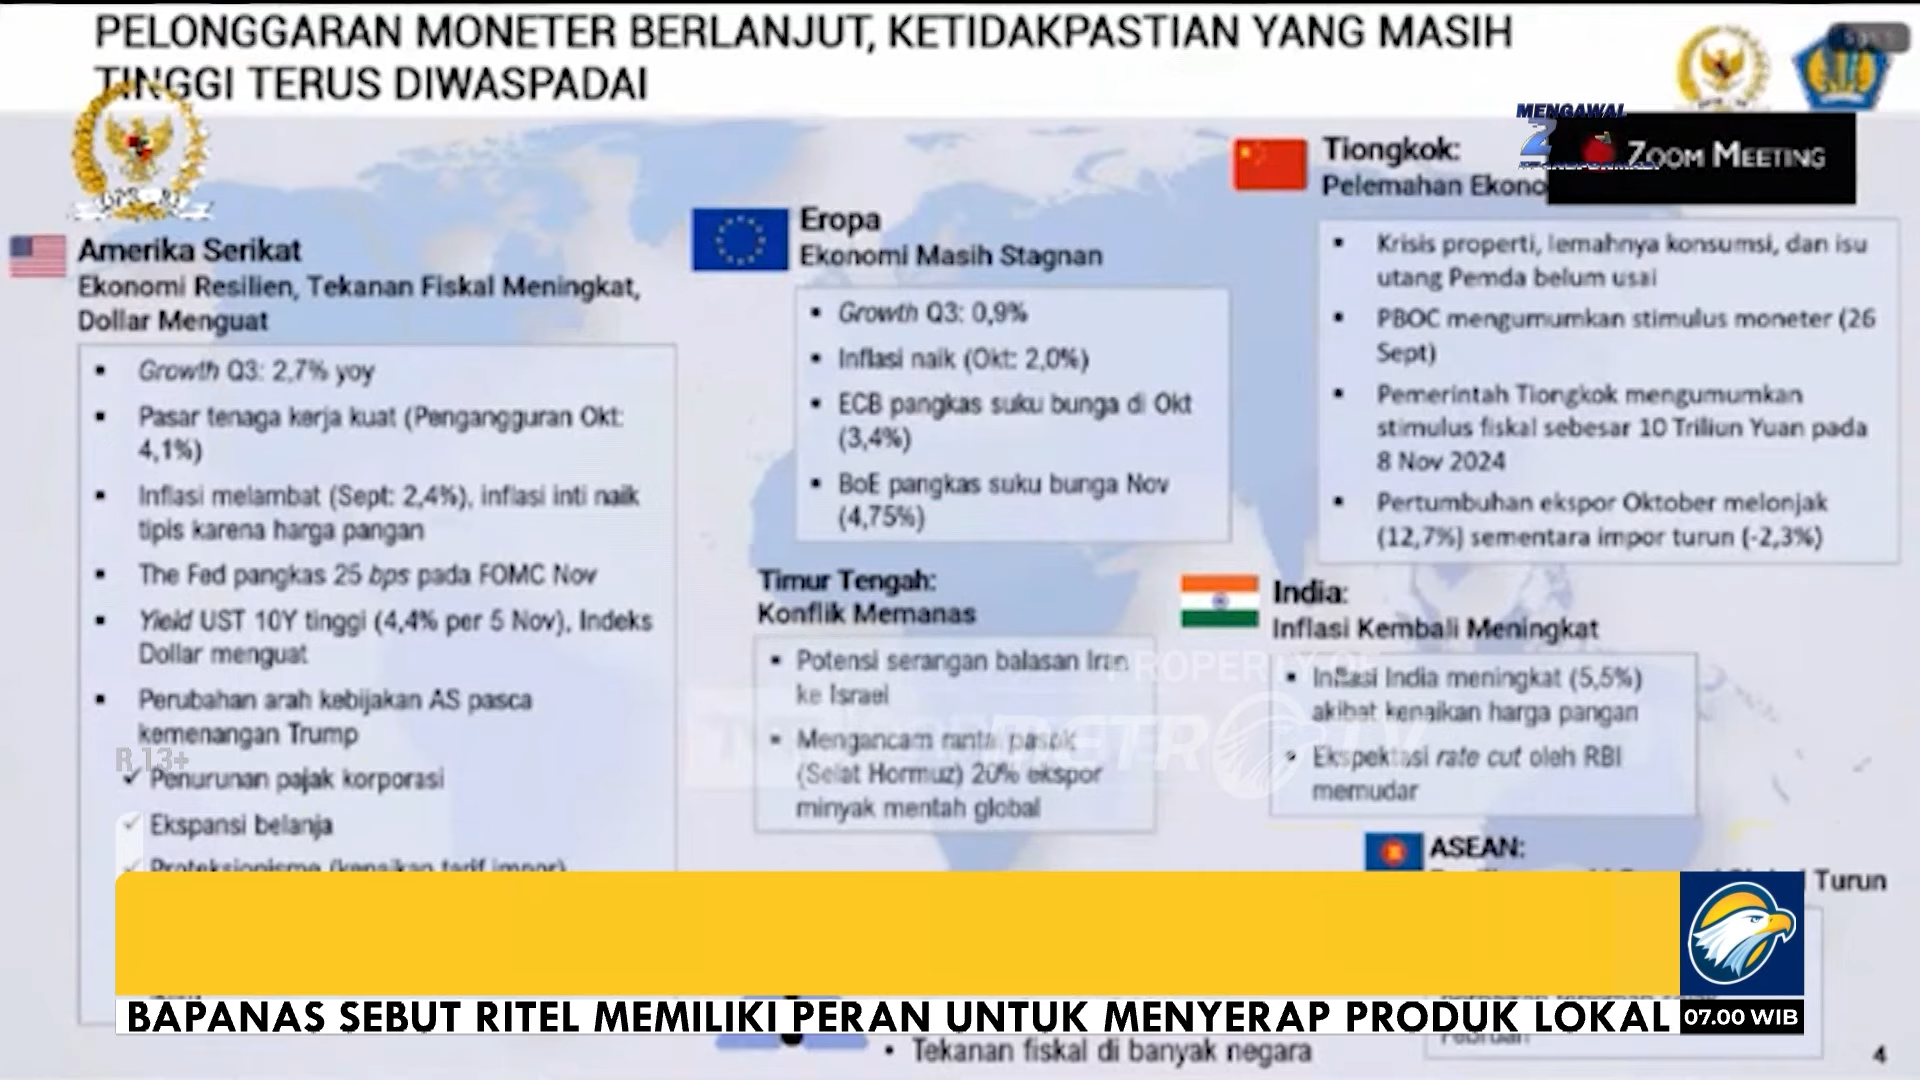 PELONGGARAN MONETER BERLANJUT, KETIDAKPASTIAN YANG MASIH
TINGGI TERUS DIWASPADAI
MENGAWAL
ZOOM MEETING
Amerika Serikat
Ekonomi Resilien, Tekanan Fiskal Meningkat,
Dollar Menguat
▪ Growth Q3: 2,7% yoy
▪ Pasar tenaga kerja kuat (Pengangguran Okt:
4,1%)
▪ Inflasi melambat (Sept: 2,4%), inflasi inti naik
tipis karena harga pangan
▪ The Fed pangkas 25 bps pada FOMC Nov
▪ Yield UST 10Y tinggi (4,4% per 5 Nov), Indeks
Dollar menguat
▪ Perubahan arah kebijakan AS pasca
kemenangan Trump
✓ Penurunan pajak korporasi
✓ Ekspansi belanja
✓ Proteksionisme (kenaikan tarif impor)
R 13+
Eropa
Ekonomi Masih Stagnan
▪ Growth Q3: 0,9%
▪ Inflasi naik (Okt: 2,0%)
▪ ECB pangkas suku bunga di Okt
(3,4%)
▪ BoE pangkas suku bunga Nov
(4,75%)
Tiongkok:
Pelemahan Ekono
▪ Krisis properti, lemahnya konsumsi, dan isu
utang Pemda belum usai
▪ PBOC mengumumkan stimulus moneter (26
Sept)
▪ Pemerintah Tiongkok mengumumkan
stimulus fiskal sebesar 10 Triliun Yuan pada
8 Nov 2024
▪ Pertumbuhan ekspor Oktober melonjak
(12,7%) sementara impor turun (-2,3%)
Timur Tengah:
Konflik Memanas
▪ Potensi serangan balasan Iran
ke Israel
▪ Mengancam rantai pasok
(Selat Hormuz) 20% ekspor
minyak mentah global
India:
Inflasi Kembali Meningkat
▪ Inflasi India meningkat (5,5%)
akibat kenaikan harga pangan
▪ Ekspektasi rate cut oleh RBI
memudar
PROPERTY OF
METRO TV
ASEAN:
Turun
BAPANAS SEBUT RITEL MEMILIKI PERAN UNTUK MENYERAP PRODUK LOKAL
07.00 WIB
• Tekanan fiskal di banyak negara
4